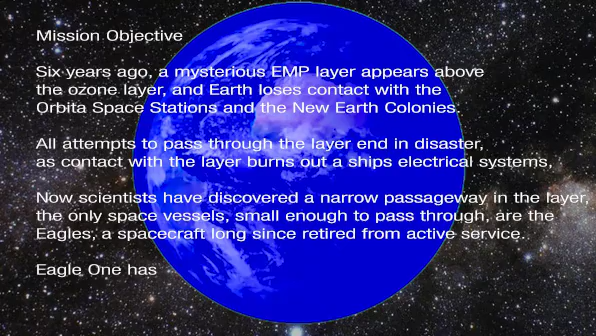 Mission Objective
Six years ago, a mysterious EMP layer appears above
the ozone layer, and Earth loses contact with the
Orbita Space Stations and the New Earth Colonies.
All attempts to pass through the layer end in disaster,
as contact with the layer burns out a ships electrical systems,
Now scientists have discovered a narrow passageway in the layer,
the only space vessels, small enough to pass through, are the
Eagles, a spacecraft long since retired from active service.
Eagle One has